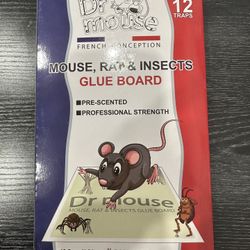 Dr
mouse
12
TRAPS
FRENCH CONCEPTION
MOUSE, RAT & INSECTS
GLUE BOARD
▪PRE-SCENTED
▪PROFESSIONAL STRENGTH
Dr mouse
MOUSE, RAT & INSECTS GLUE BOARD